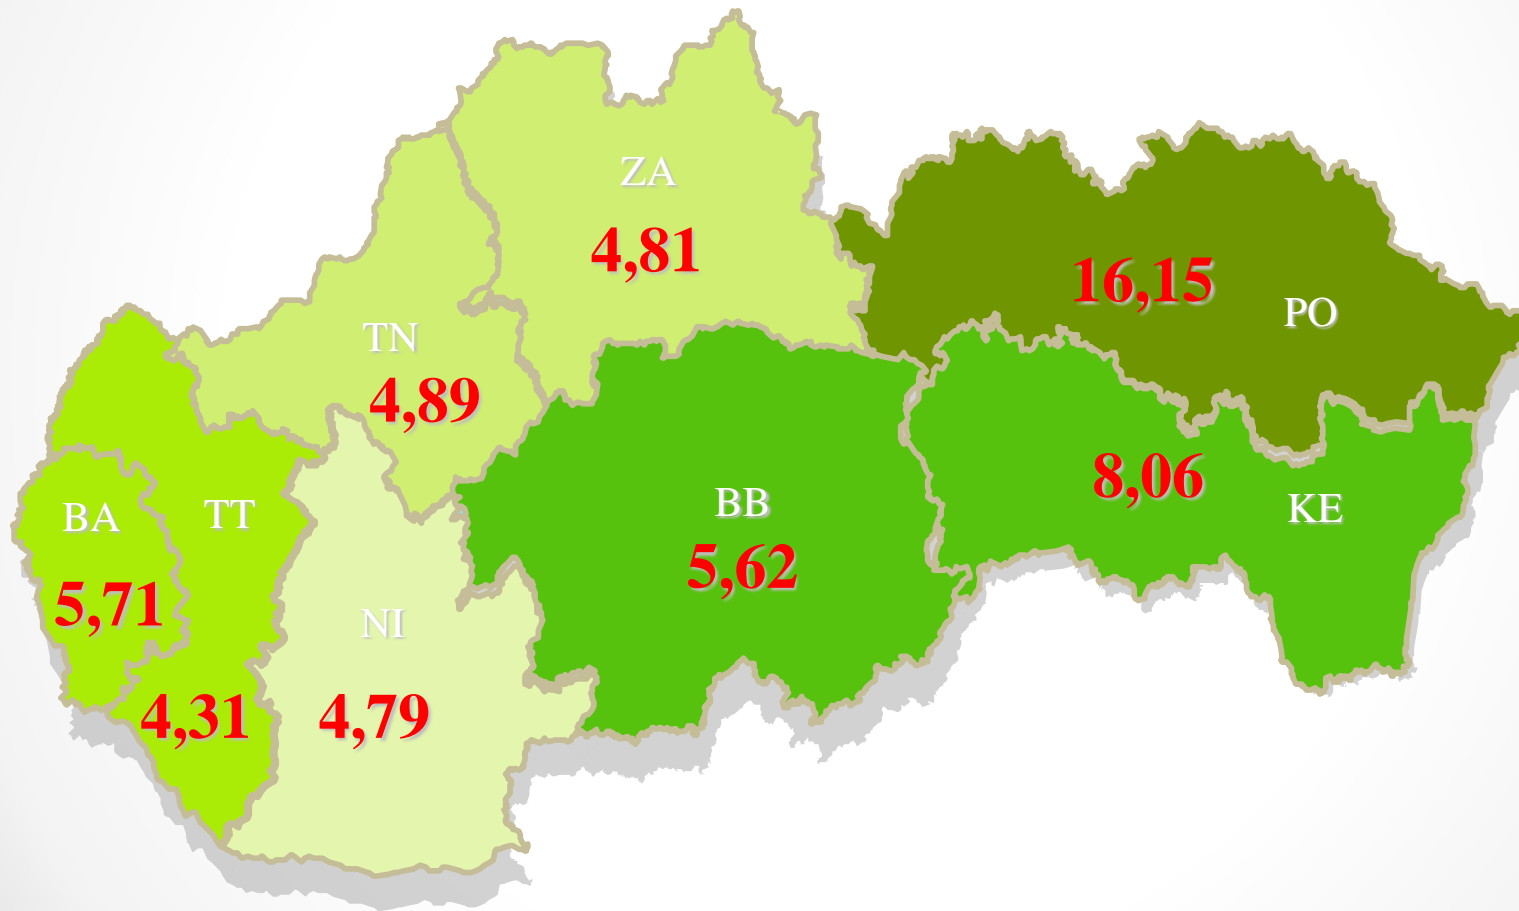 ZA
4,81
16,15
PO
TN
4,89
8,06
KE
BB
5,62
BA
TT
5,71
NI
4,31
4,79